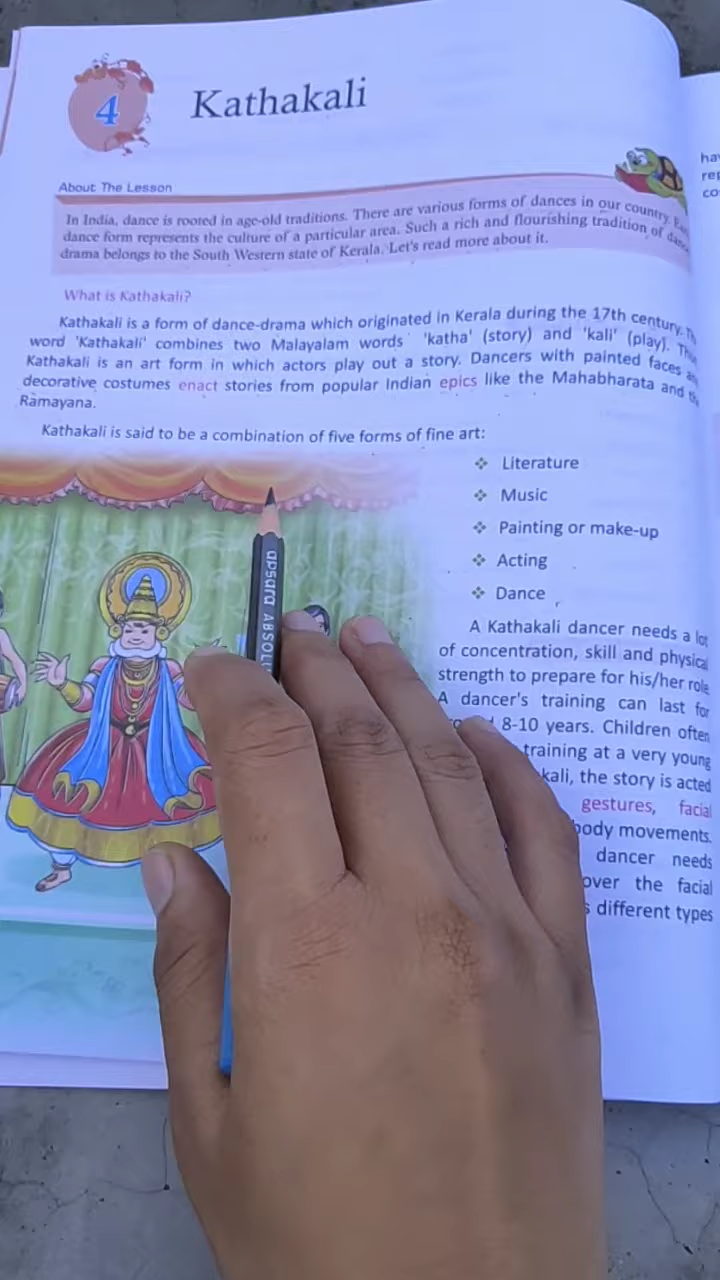 4
Kathakali
About The Lesson
In India, dance is rooted in age-old traditions. There are various forms of dances in our country.
dance form represents the culture of a particular area. Such a rich and flourishing tradition of
drama belongs to the South Western state of Kerala. Let's read more about it.
What is Kathakali?
Kathakali is a form of dance-drama which originated in Kerala during the 17th century.
word 'Kathakali' combines two Malayalam words 'katha' (story) and 'kali' (play).
Kathakali is an art form in which actors play out a story. Dancers with painted faces
decorative costumes enact stories from popular Indian epics like the Mahabharata and
Ramayana.
Kathakali is said to be a combination of five forms of fine art:
❖ Literature
❖ Music
❖ Painting or make-up
❖ Acting
❖ Dance
apsara ABSOL
A Kathakali dancer needs a lot
of concentration, skill and physical
strength to prepare for his/her role
A dancer's training can last for
8-10 years. Children often
training at a very young
kali, the story is acted
gestures, facial
body movements.
dancer needs
over the facial
different types